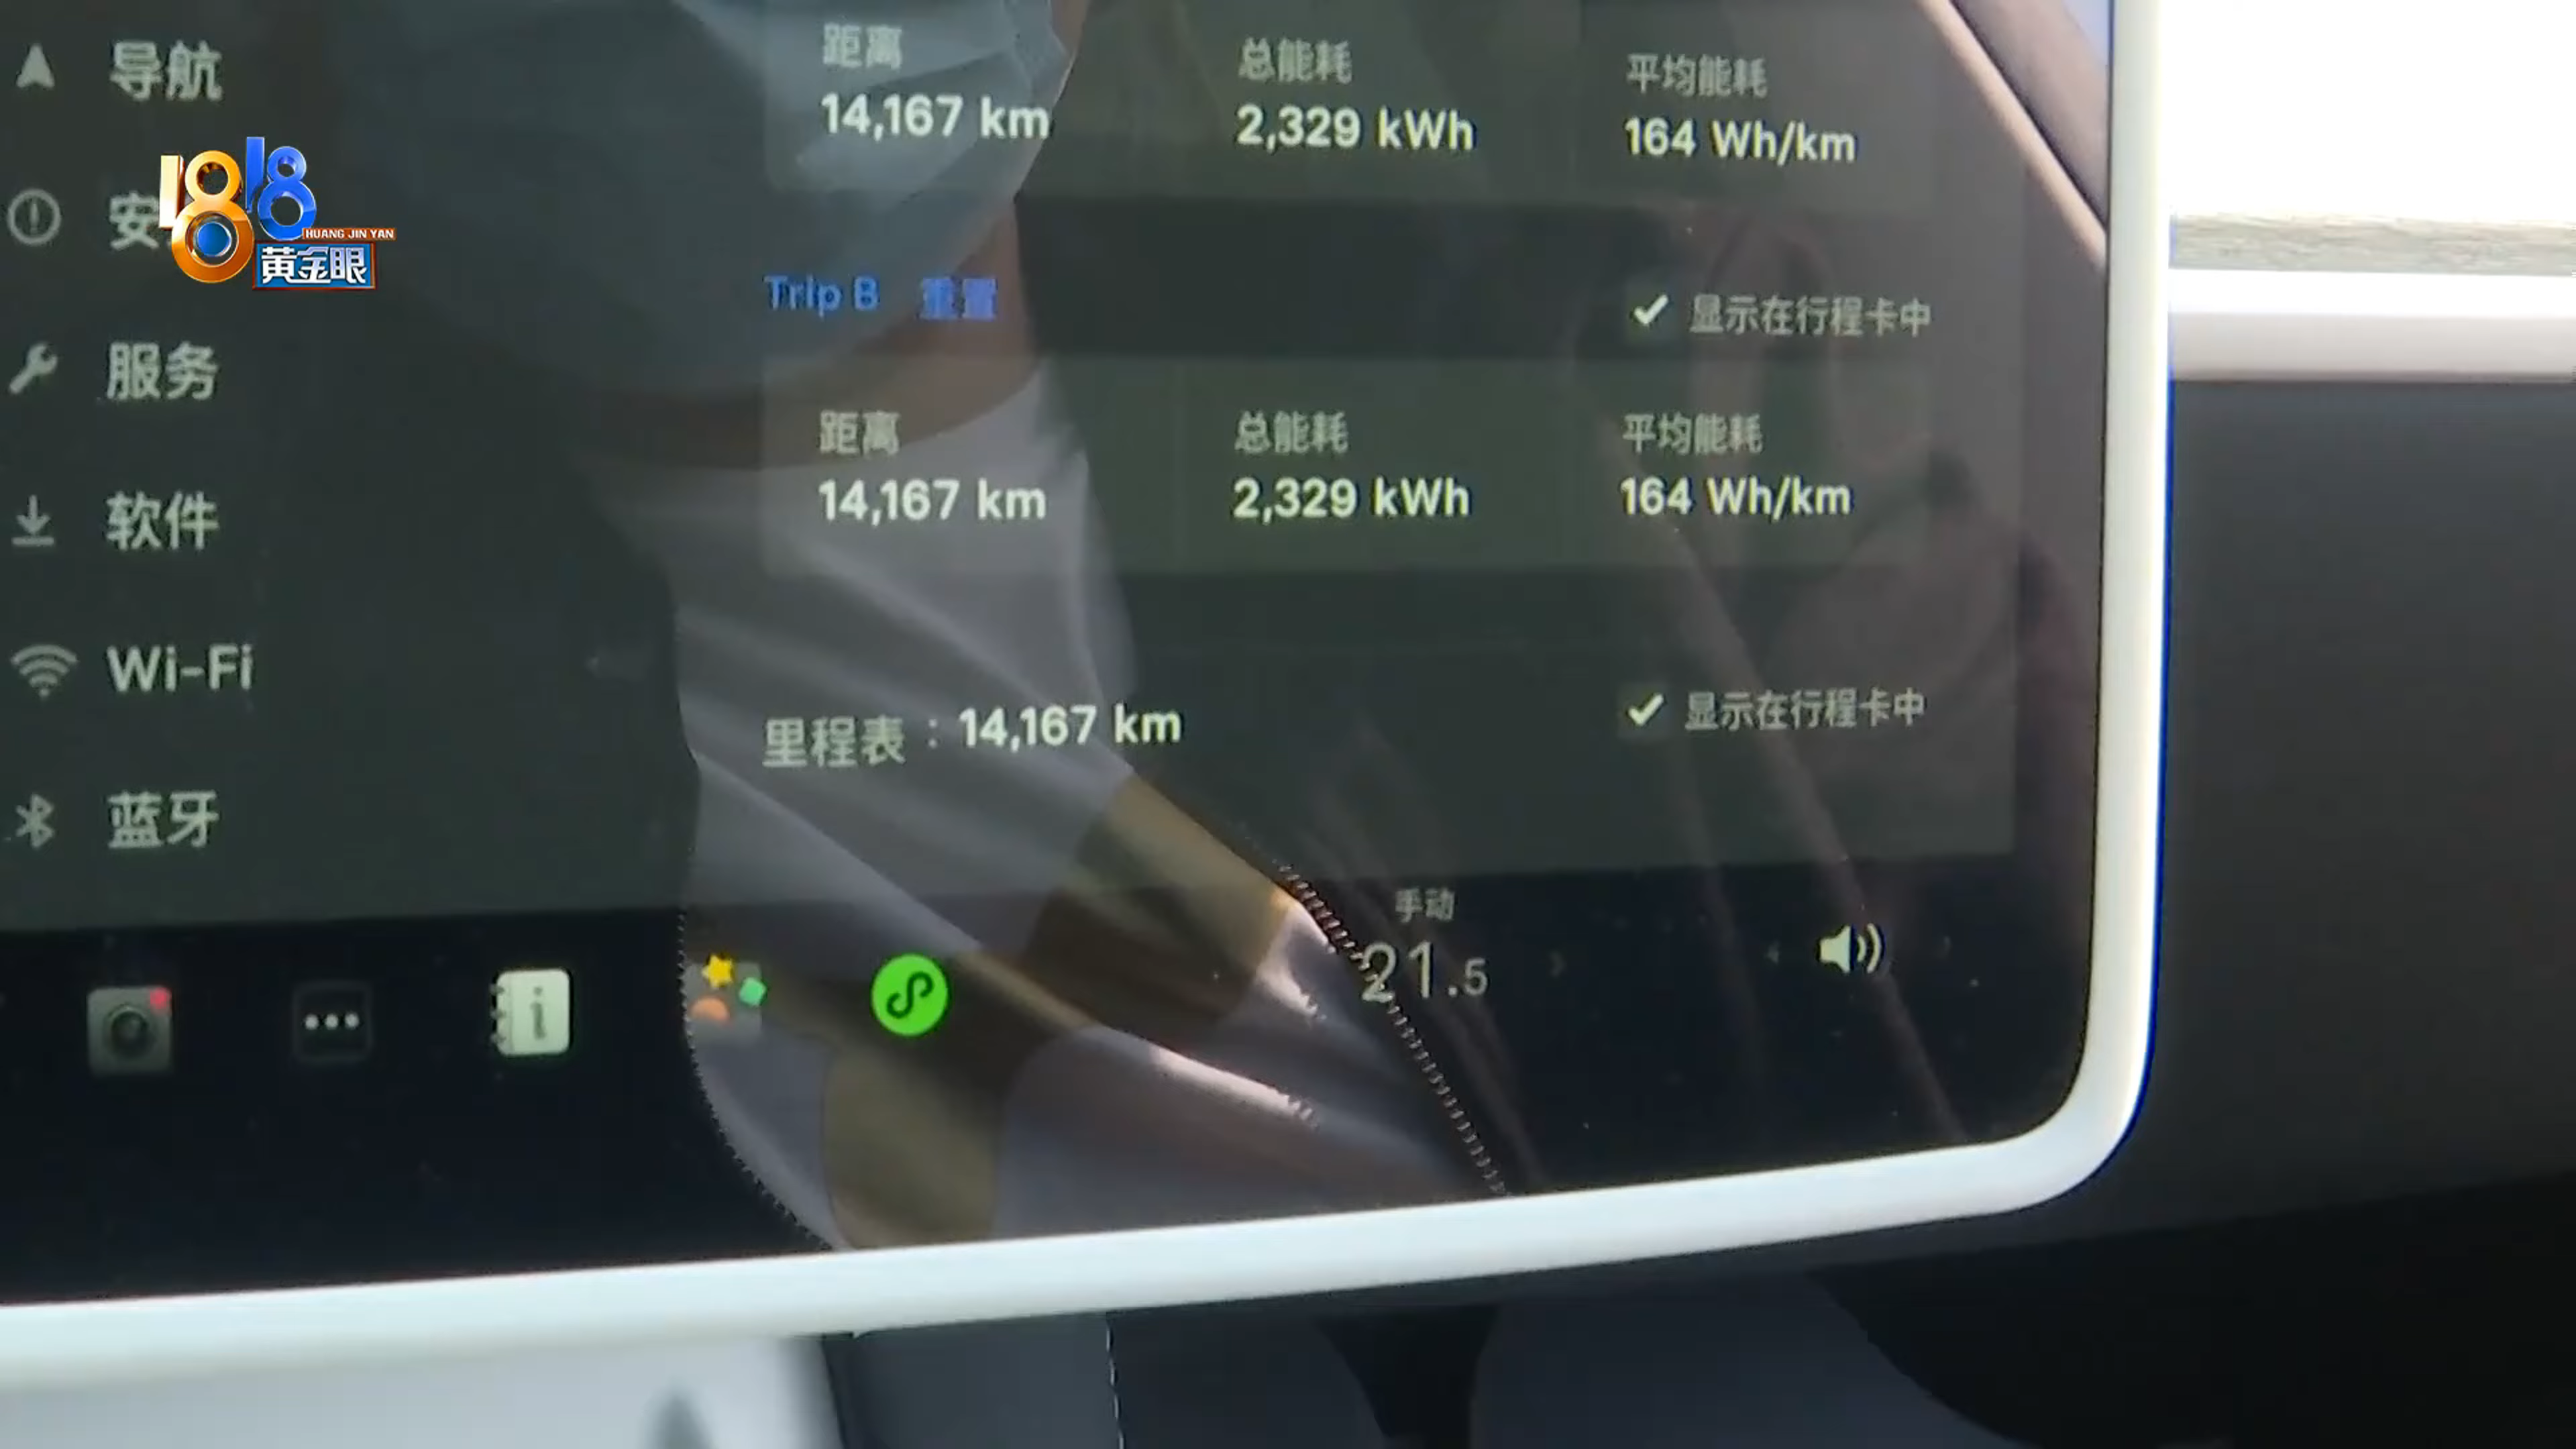 导航
距离
总能耗
平均能耗
14,167 km
2,329 kWh
164 Wh/km
1818
HUANG JIN YAN
黄金眼
安
Trip B 重置
显示在行程卡中
服务
距离
总能耗
平均能耗
14,167 km
2,329 kWh
164 Wh/km
软件
Wi-Fi
里程表 : 14,167 km
显示在行程卡中
蓝牙
手动
21.5
i